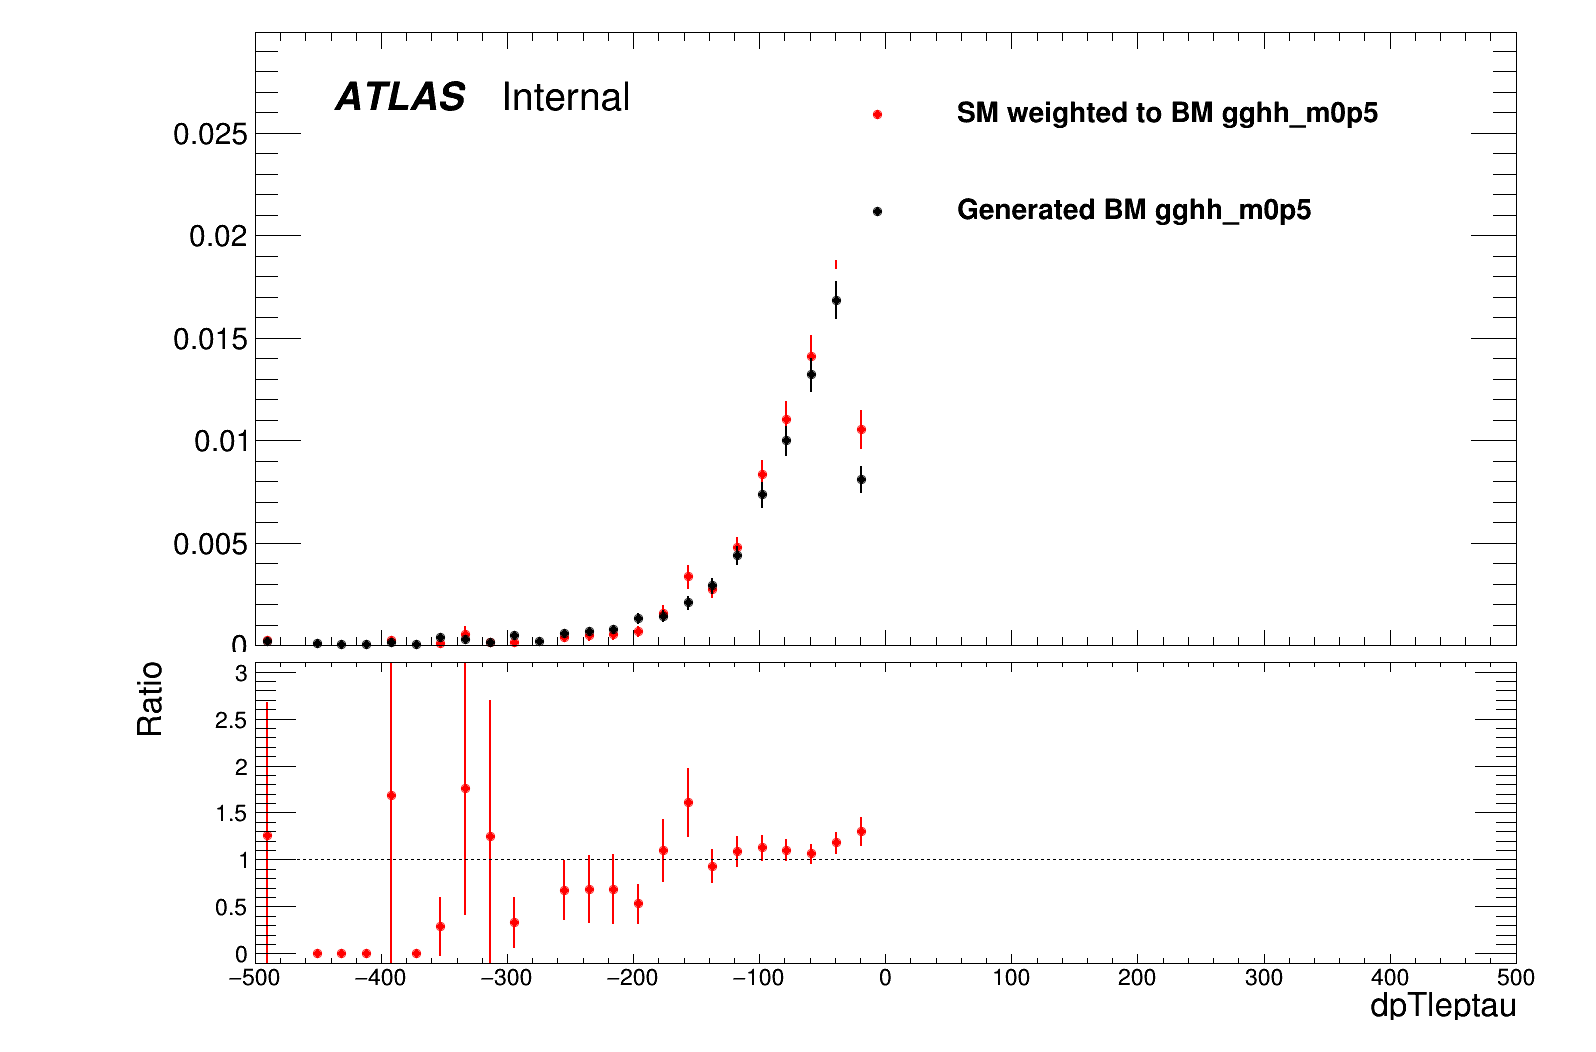 ATLAS Internal
SM weighted to BM gghh_m0p5
Generated BM gghh_m0p5
0.025
0.02
0.015
0.01
0.005
0
Ratio
3
2.5
2
1.5
1
0.5
0
−500 −400 −300 −200 −100 0 100 200 300 400 500
dpTleptau